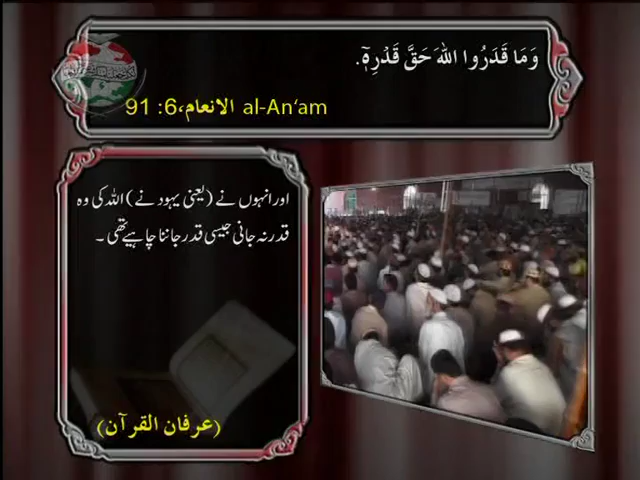 وَمَا قَدَرُوا اللهَ حَقَّ قَدْرِهٖٓ.
al-An‘am الانعام،6: 91
اور انہوں نے (یعنی یہود نے) اللہ کی وہ
قدر نہ جانی جیسی قدر جاننا چاہیے تھی ۔
(عرفان القرآن)